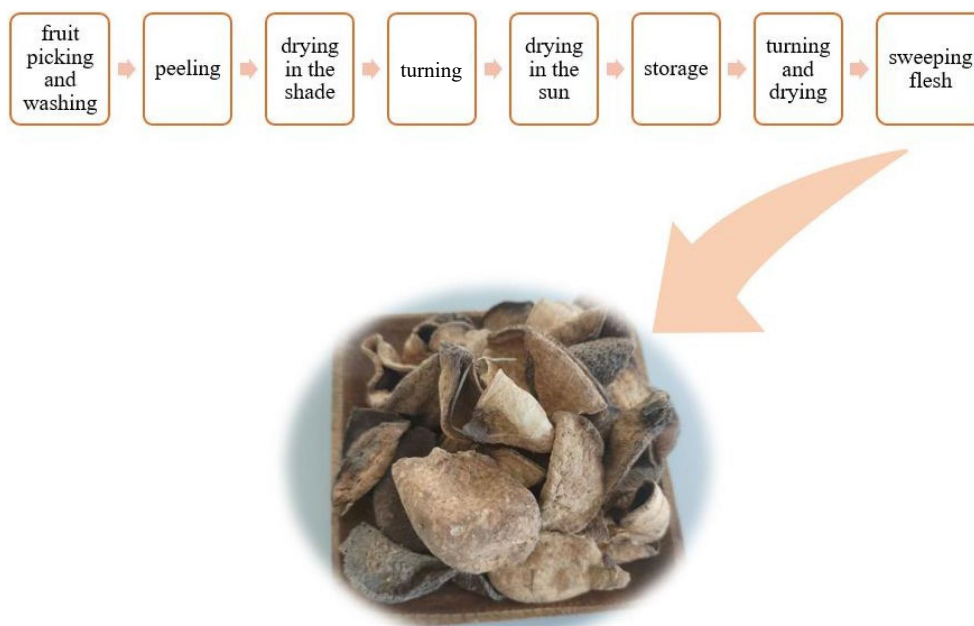 fruit
picking
and
washing
peeling
drying
in the
shade
turning
drying
in the
sun
storage
turning
and
drying
sweeping
flesh